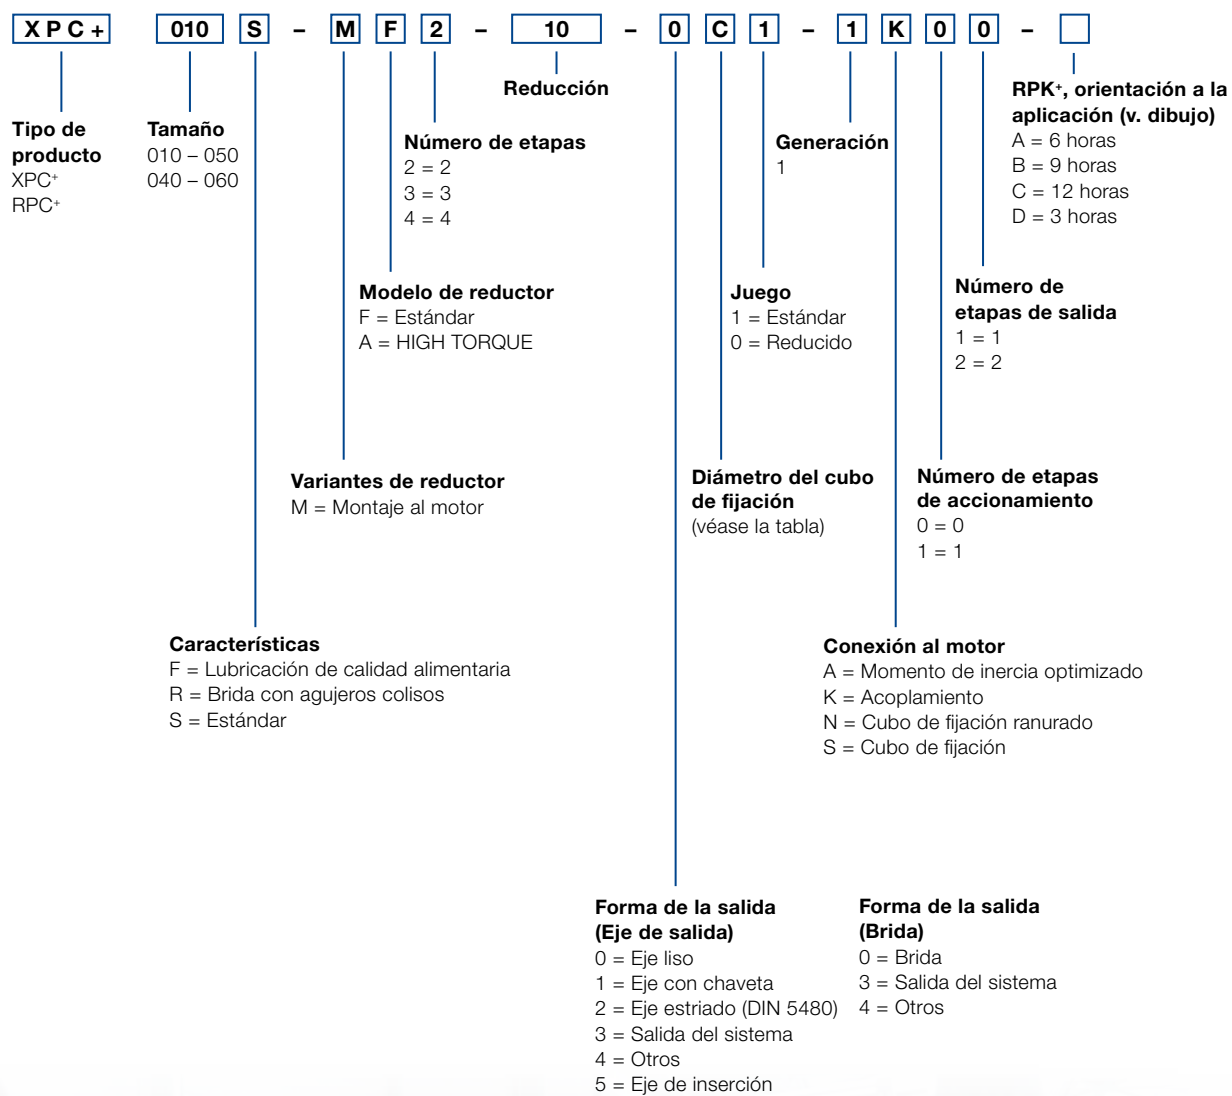 XPC+ 010 S – M F 2 – 10 – 0 C 1 – 1 K 0 0 –
Tipo de
producto
XPC+
RPC+
Tamaño
010 – 050
040 – 060
Reducción
Número de etapas
2 = 2
3 = 3
4 = 4
Generación
1
RPK+, orientación a la
aplicación (v. dibujo)
A = 6 horas
B = 9 horas
C = 12 horas
D = 3 horas
Modelo de reductor
F = Estándar
A = HIGH TORQUE
Juego
1 = Estándar
0 = Reducido
Número de
etapas de salida
1 = 1
2 = 2
Variantes de reductor
M = Montaje al motor
Diámetro del cubo
de fijación
(véase la tabla)
Número de etapas
de accionamiento
0 = 0
1 = 1
Características
F = Lubricación de calidad alimentaria
R = Brida con agujeros colisos
S = Estándar
Conexión al motor
A = Momento de inercia optimizado
K = Acoplamiento
N = Cubo de fijación ranurado
S = Cubo de fijación
Forma de la salida
(Eje de salida)
0 = Eje liso
1 = Eje con chaveta
2 = Eje estriado (DIN 5480)
3 = Salida del sistema
4 = Otros
5 = Eje de inserción
Forma de la salida
(Brida)
0 = Brida
3 = Salida del sistema
4 = Otros